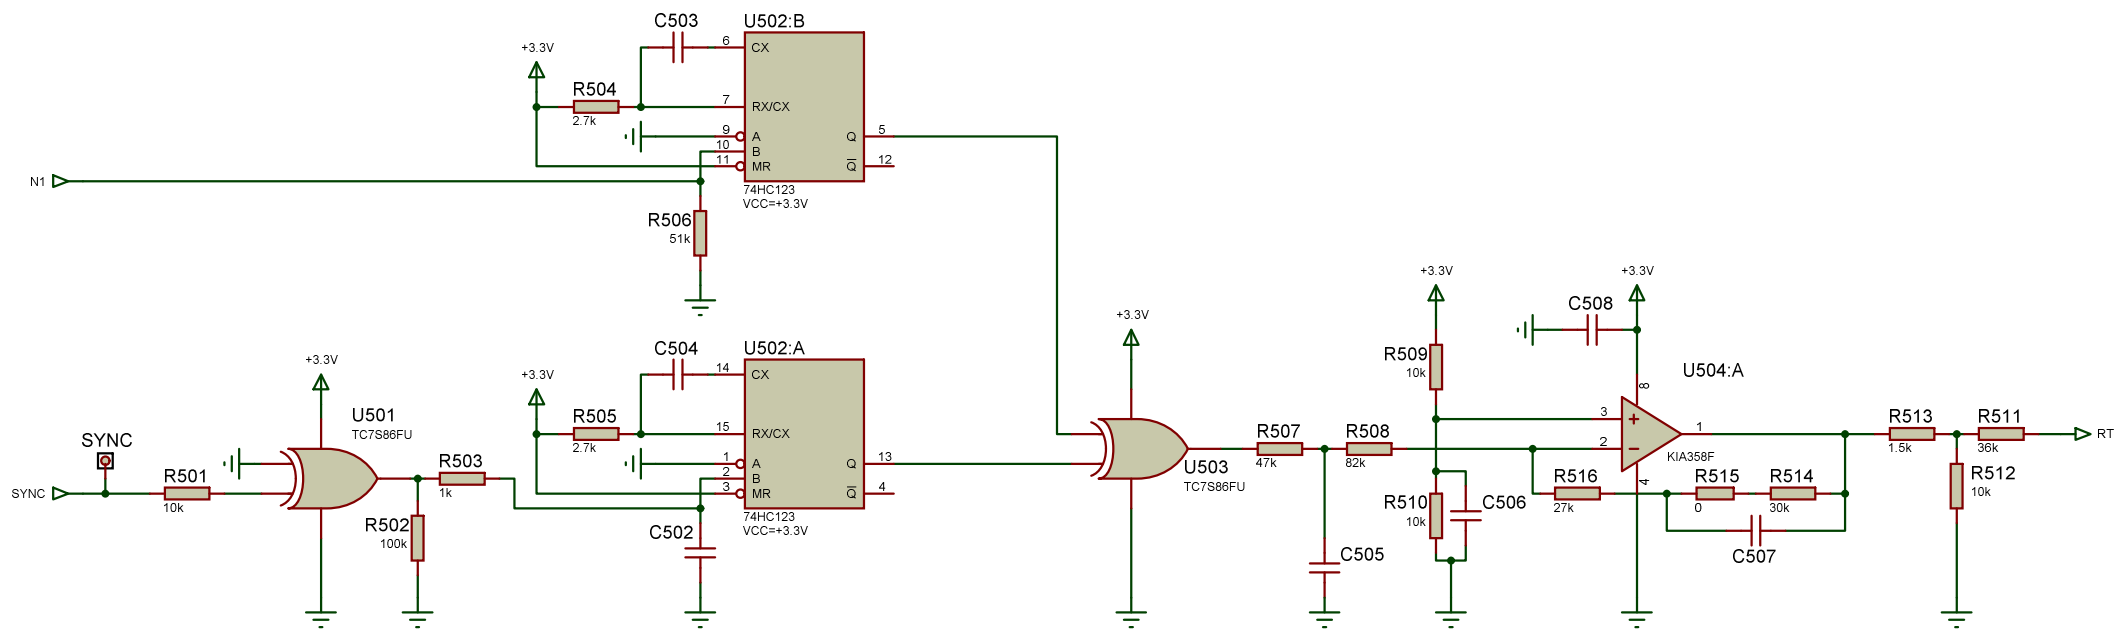 C503
U502:B
+3.3V
6
CX
R504
7
RX/CX
2.7k
9
A
10
B
11
MR
Q
5
Q
12
74HC123
VCC=+3.3V
N1
R506
51k
C504
U502:A
+3.3V
14
CX
R505
15
RX/CX
2.7k
1
A
2
B
3
MR
Q
13
Q
4
74HC123
VCC=+3.3V
+3.3V
U501
TC7S86FU
SYNC
SYNC
R501
10k
R503
1k
R502
100k
C502
+3.3V
U503
TC7S86FU
R507
47k
R508
82k
C505
+3.3V
R509
10k
R510
10k
C506
+3.3V
C508
U504:A
8
3
2
1
4
KIA358F
R516
27k
R515
0
R514
30k
C507
R513
1.5k
R511
36k
RT
R512
10k